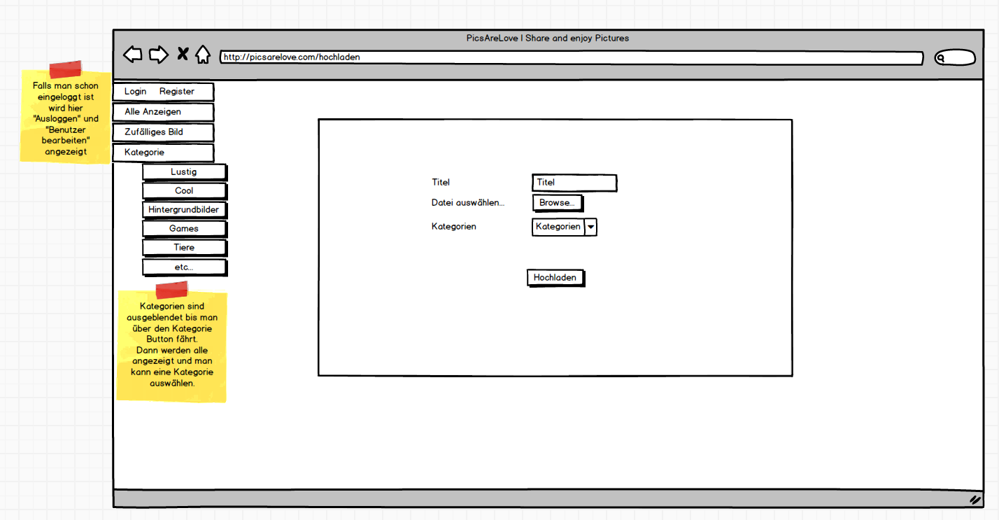 PicsAreLove | Share and enjoy Pictures
http://picsarelove.com/hochladen
Falls man schon
eingeloggt ist
wird hier
"Ausloggen" und
"Benutzer
bearbeiten"
angezeigt
Login Register
Alle Anzeigen
Zufälliges Bild
Kategorie
Lustig
Cool
Hintergrundbilder
Games
Tiere
etc...
Kategorien sind
ausgeblendet bis man
über den Kategorie
Button fährt.
Dann werden alle
angezeigt und man
kann eine Kategorie
auswählen.
Titel Titel
Datei auswählen... Browse...
Kategorien Kategorien
Hochladen